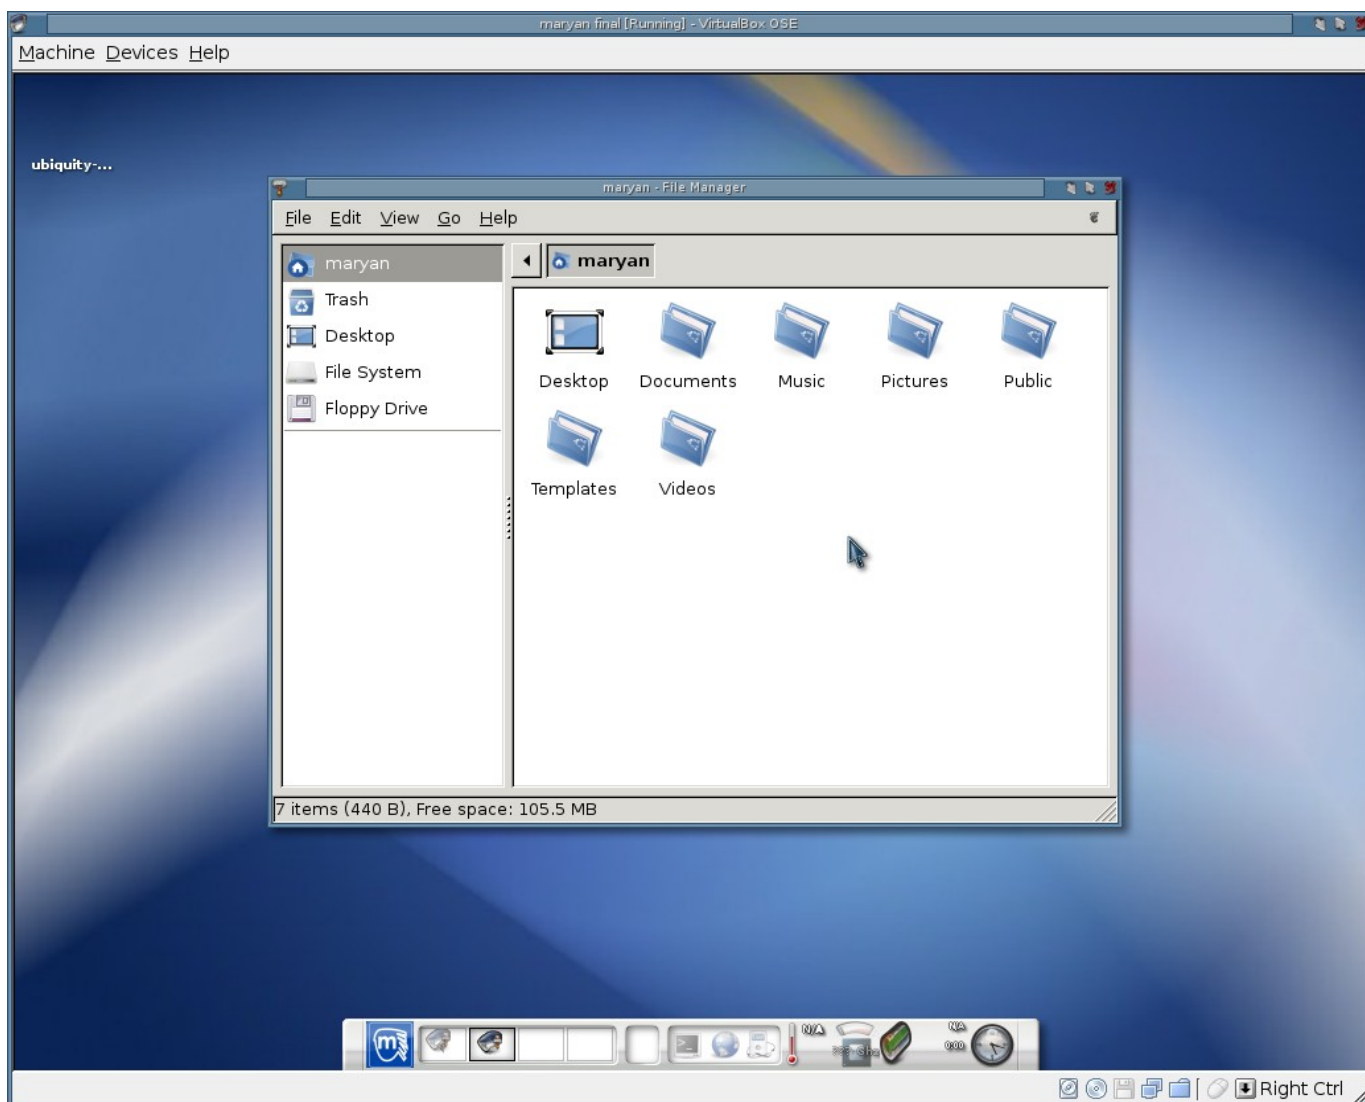 maryan final [Running] - VirtualBox OSE
Machine Devices Help
ubiquity-...
maryan - File Manager
File Edit View Go Help
maryan
maryan
Trash
Desktop
File System
Floppy Drive
Desktop Documents Music Pictures Public
Templates Videos
7 items (440 B), Free space: 105.5 MB
m
N/A
N/A
0:00
Right Ctrl